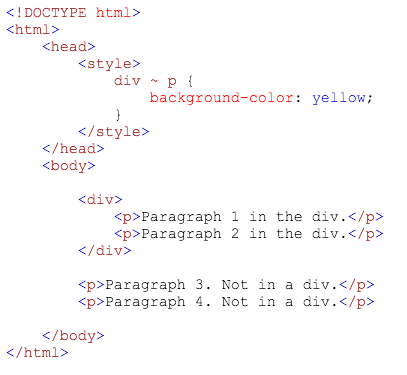 <!DOCTYPE html>
<html>
    <head>
        <style>
            div ~ p {
                background-color: yellow;
            }
        </style>
    </head>
    <body>

        <div>
            <p>Paragraph 1 in the div.</p>
            <p>Paragraph 2 in the div.</p>
        </div>

        <p>Paragraph 3. Not in a div.</p>
        <p>Paragraph 4. Not in a div.</p>

    </body>
</html>